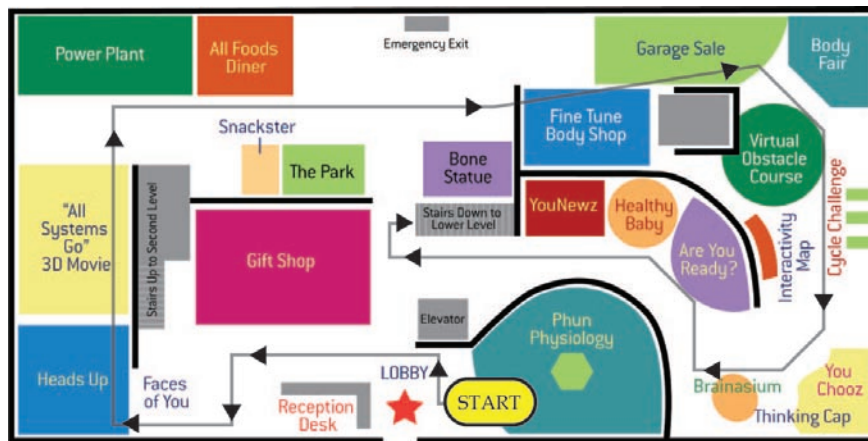 Power Plant
All Foods
Diner
Emergency Exit
Garage Sale
Body
Fair
Snackster
The Park
Bone
Statue
Fine Tune
Body Shop
Virtual
Obstacle
Course
Cycle Challenge
"All
Systems
Go"
3D Movie
Stairs Up to Second Level
Gift Shop
Stairs Down to
Lower Level
YouNewz
Healthy
Baby
Are You
Ready?
Interactivity
Map
Elevator
Phun
Physiology
Heads Up
Faces
of You
LOBBY
Reception
Desk
START
Brainasium
You
Chooz
Thinking Cap